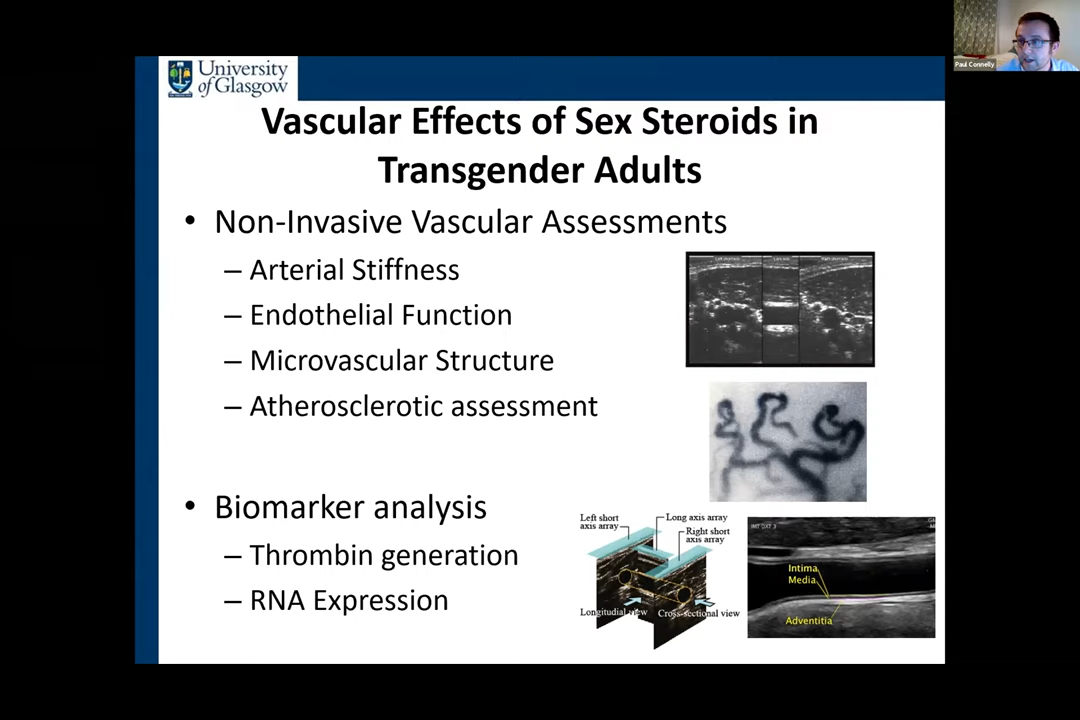 Paul Connelly
University
of Glasgow
Vascular Effects of Sex Steroids in
Transgender Adults
• Non-Invasive Vascular Assessments
– Arterial Stiffness
– Endothelial Function
– Microvascular Structure
– Atherosclerotic assessment
• Biomarker analysis
– Thrombin generation
– RNA Expression
Left short
axis array
Long axis array
Right short
axis array
Longitudial view
Cross-sectional view
Intima
Media
Adventitia